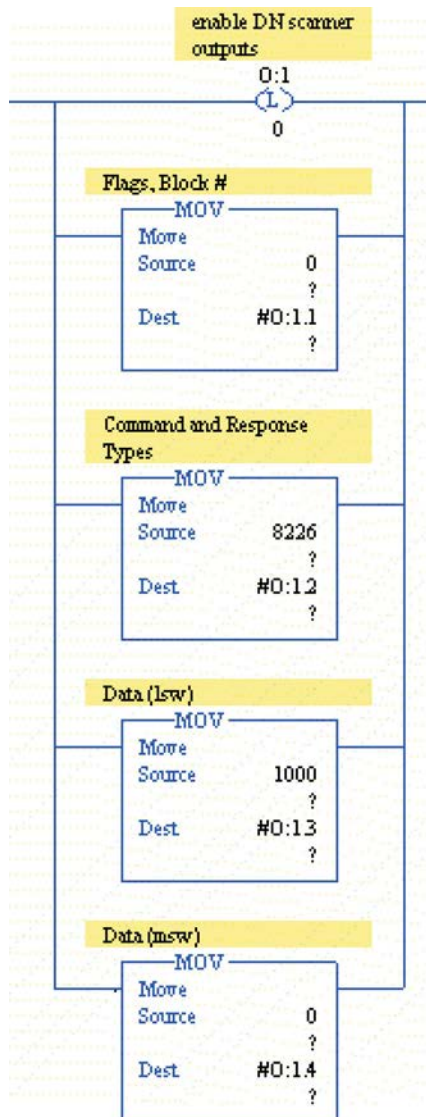 enable DN scanner
outputs
O:1
(L)
0
Flags, Block #
MOV
Move
Source 0
?
Dest #O:1.1
?
Command and Response
Types
MOV
Move
Source 8226
?
Dest #O:1.2
?
Data (lsw)
MOV
Move
Source 1000
?
Dest #O:1.3
?
Data (msw)
MOV
Move
Source 0
?
Dest #O:1.4
?